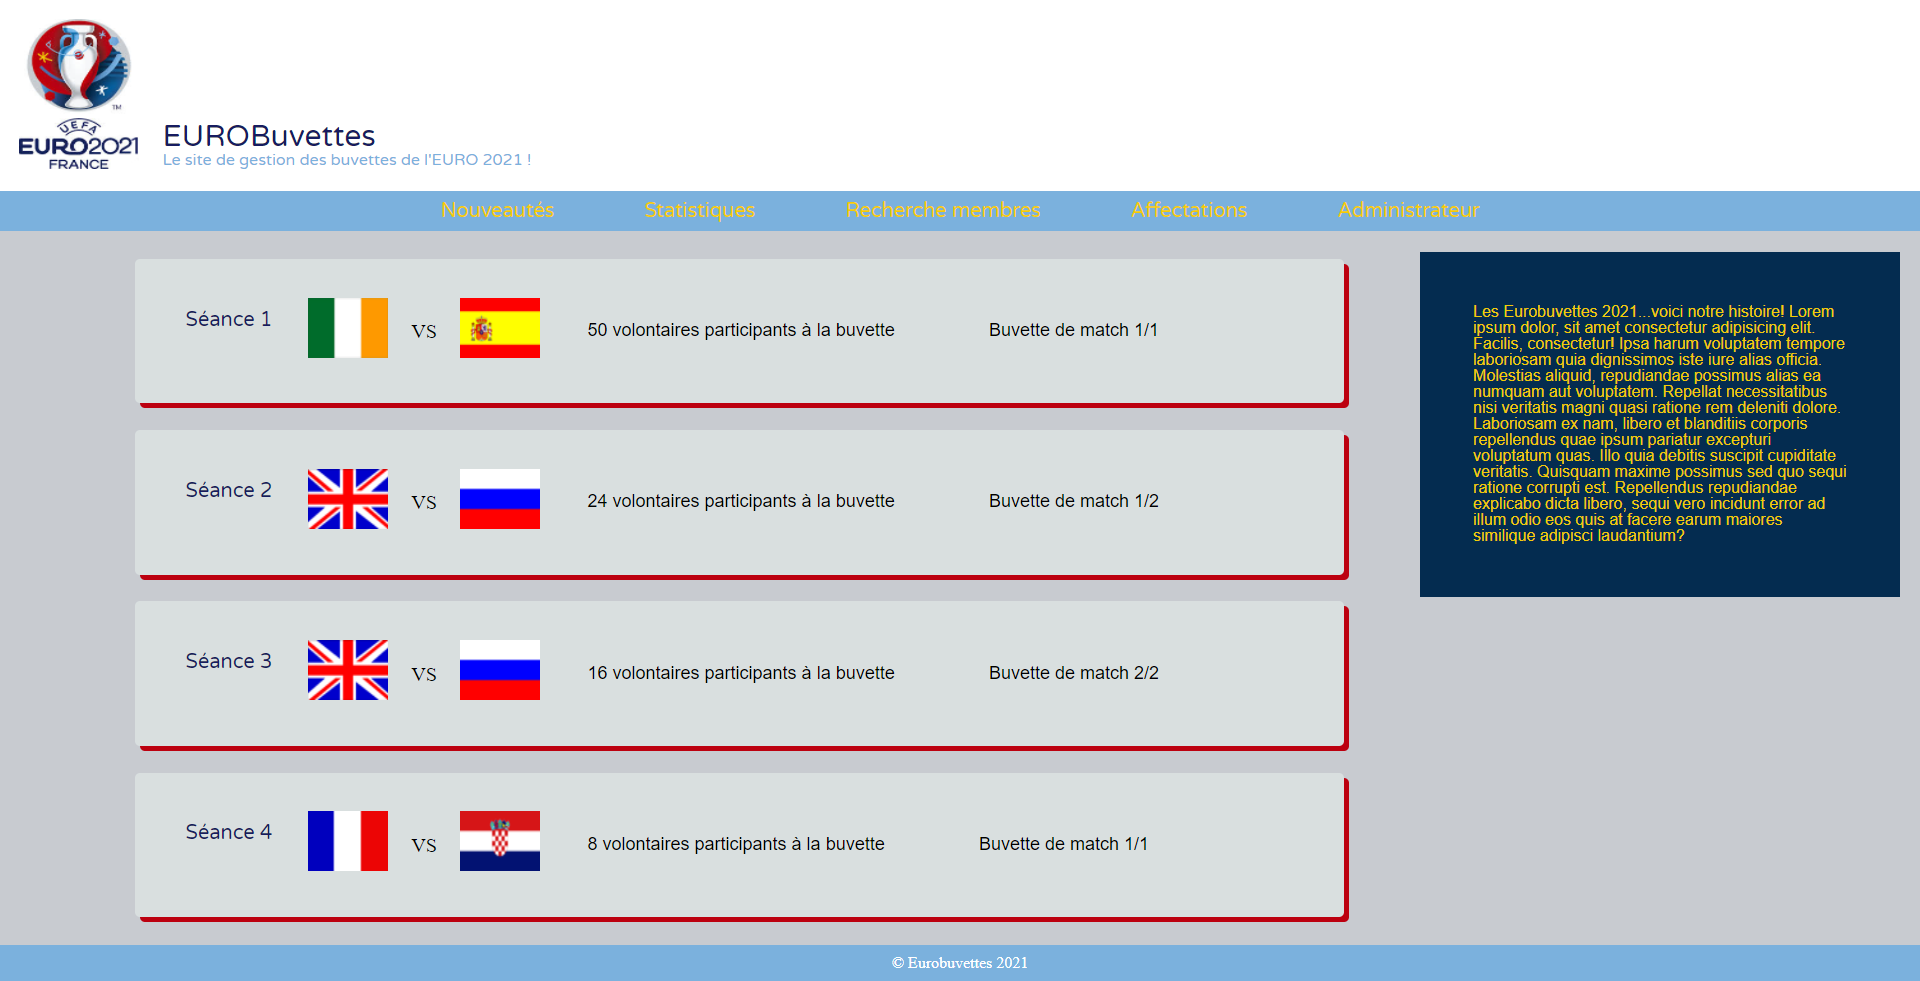 TM
UEFA
EURO2021
FRANCE
EUROBuvettes
Le site de gestion des buvettes de l'EURO 2021 !
Nouveautés Statistiques Recherche membres Affectations Administrateur
Séance 1 VS 50 volontaires participants à la buvette Buvette de match 1/1
Séance 2 VS 24 volontaires participants à la buvette Buvette de match 1/2
Séance 3 VS 16 volontaires participants à la buvette Buvette de match 2/2
Séance 4 VS 8 volontaires participants à la buvette Buvette de match 1/1
Les Eurobuvettes 2021...voici notre histoire! Lorem
ipsum dolor, sit amet consectetur adipisicing elit.
Facilis, consectetur! Ipsa harum voluptatem tempore
laboriosam quia dignissimos iste iure alias officia.
Molestias aliquid, repudiandae possimus alias ea
numquam aut voluptatem. Repellat necessitatibus
nisi veritatis magni quasi ratione rem deleniti dolore.
Laboriosam ex nam, libero et blanditiis corporis
repellendus quae ipsum pariatur excepturi
voluptatum quas. Illo quia debitis suscipit cupiditate
veritatis. Quisquam maxime possimus sed quo sequi
ratione corrupti est. Repellendus repudiandae
explicabo dicta libero, sequi vero incidunt error ad
illum odio eos quis at facere earum maiores
similique adipisci laudantium?
© Eurobuvettes 2021